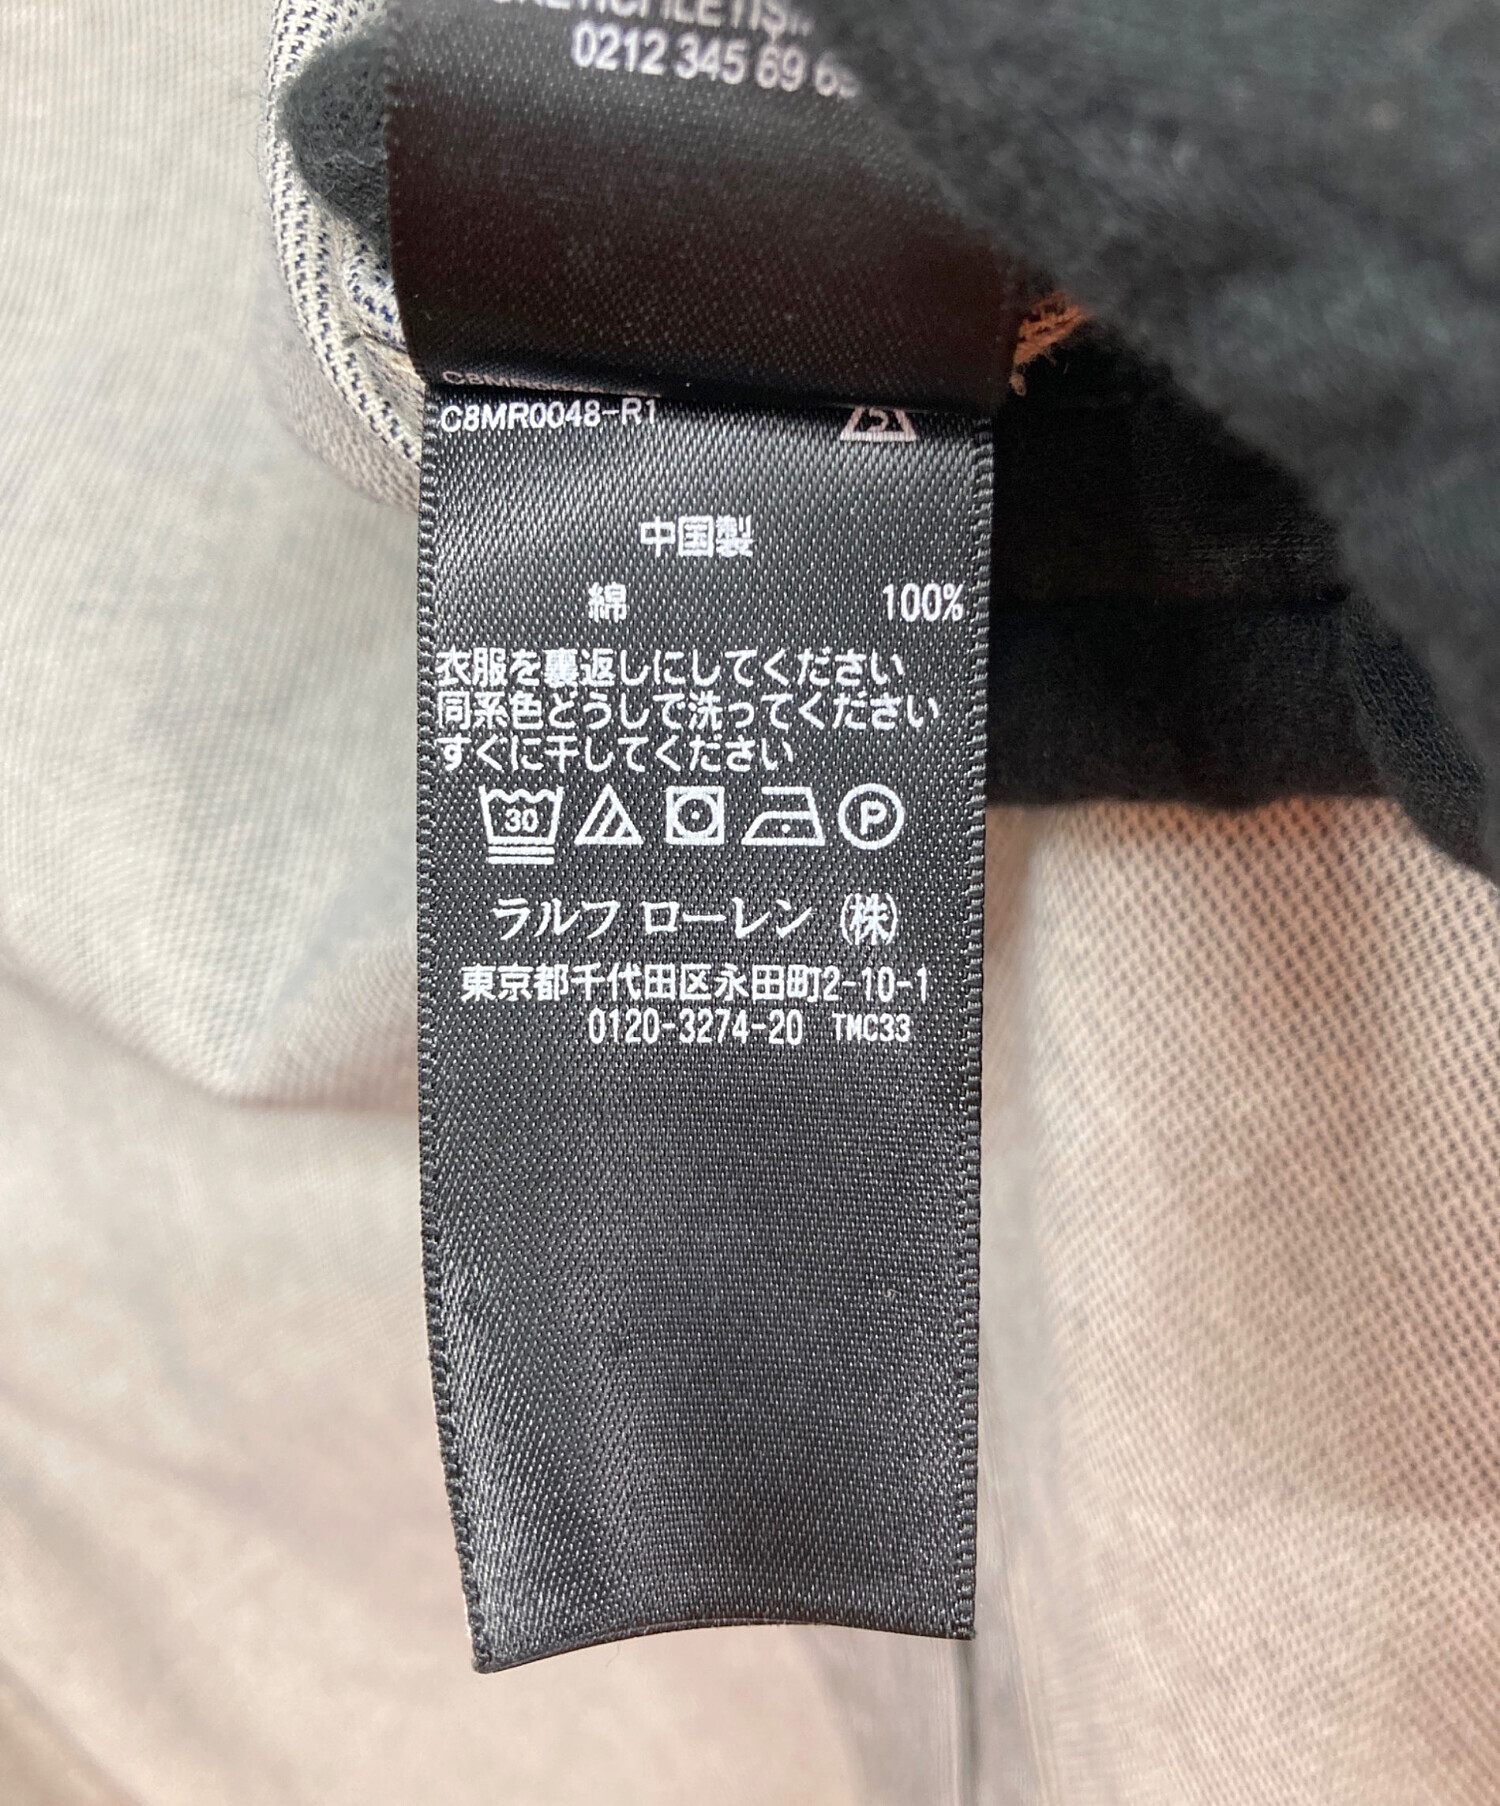 0212 345 69
C8MR0048-R1
5
中国製
綿 100%
衣服を裏返しにしてください
同系色どうしで洗ってください
すぐに干してください
30 P
ラルフ ローレン (株)
東京都千代田区永田町2-10-1
0120-3274-20 TMC33